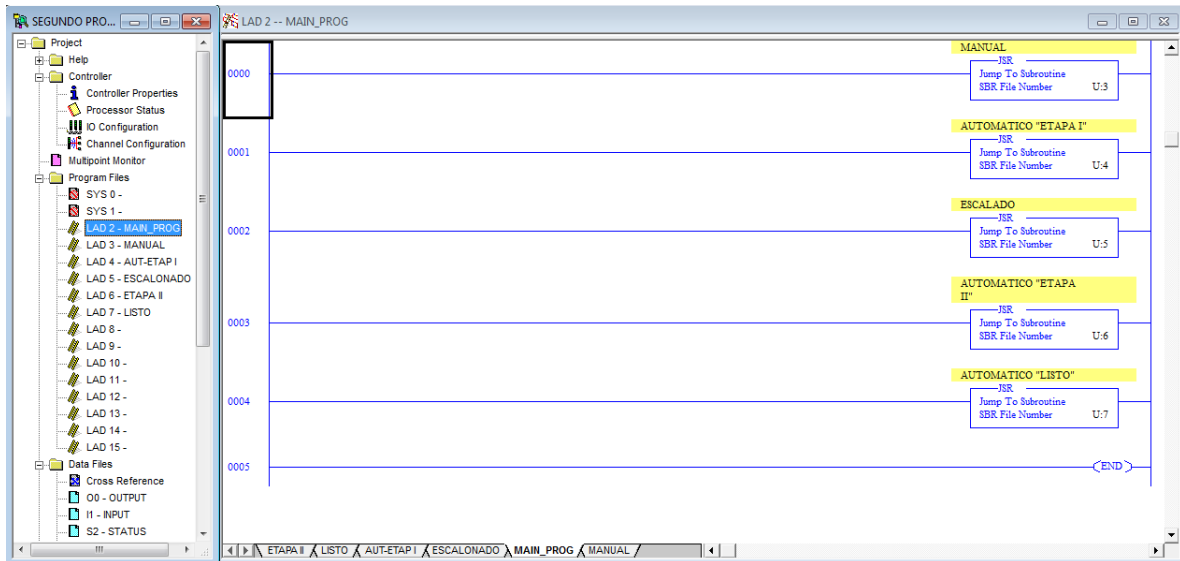 SEGUNDO PRO...
Project
Help
Controller
Controller Properties
Processor Status
IO Configuration
Channel Configuration
Multipoint Monitor
Program Files
SYS 0 -
SYS 1 -
LAD 2 - MAIN_PROG
LAD 3 - MANUAL
LAD 4 - AUT-ETAP I
LAD 5 - ESCALONADO
LAD 6 - ETAPA II
LAD 7 - LISTO
LAD 8 -
LAD 9 -
LAD 10 -
LAD 11 -
LAD 12 -
LAD 13 -
LAD 14 -
LAD 15 -
Data Files
Cross Reference
O0 - OUTPUT
I1 - INPUT
S2 - STATUS
LAD 2 -- MAIN_PROG
MANUAL
JSR
0000
Jump To Subroutine
SBR File Number U:3
AUTOMATICO "ETAPA I"
JSR
0001
Jump To Subroutine
SBR File Number U:4
ESCALADO
JSR
0002
Jump To Subroutine
SBR File Number U:5
AUTOMATICO "ETAPA
II"
JSR
0003
Jump To Subroutine
SBR File Number U:6
AUTOMATICO "LISTO"
JSR
0004
Jump To Subroutine
SBR File Number U:7
0005
END
ETAPA II LISTO AUT-ETAP I ESCALONADO MAIN_PROG MANUAL